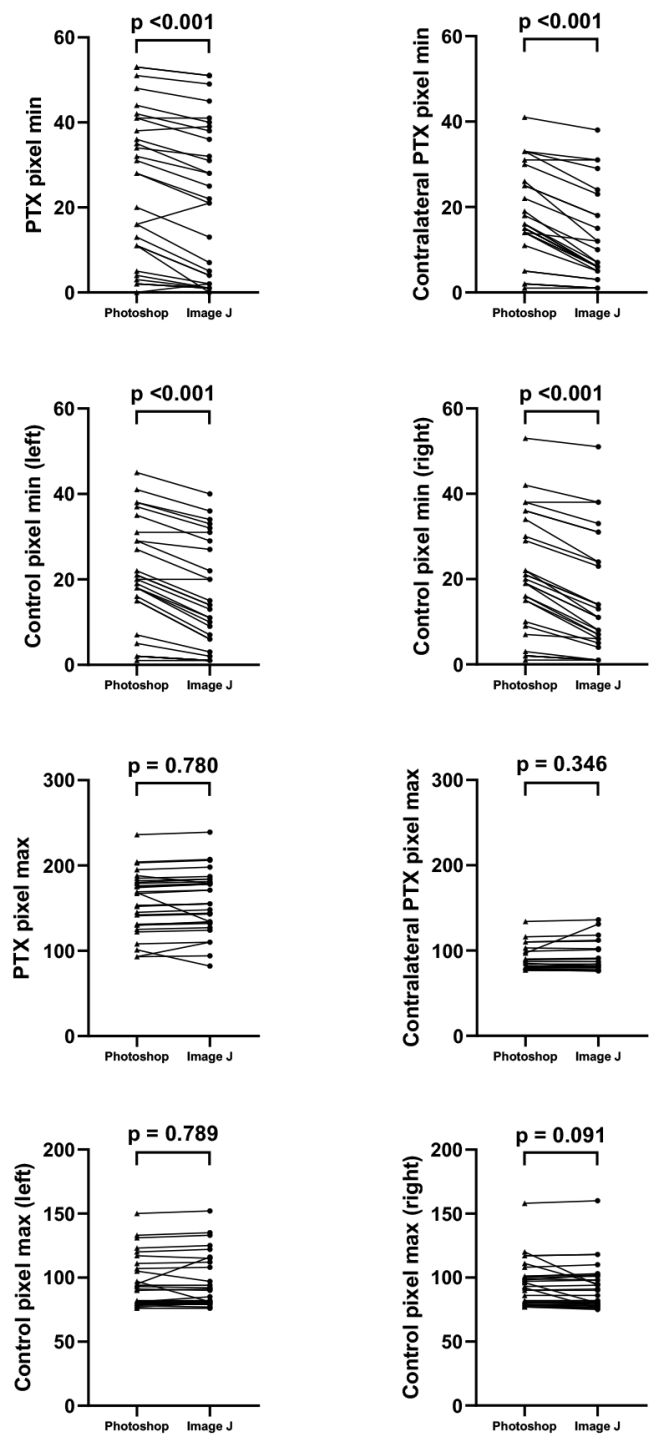 p <0.001
PTX pixel min
60
40
20
0
Photoshop Image J
p <0.001
Contralateral PTX pixel min
60
40
20
0
Photoshop Image J
p <0.001
Control pixel min (left)
60
40
20
0
Photoshop Image J
p <0.001
Control pixel min (right)
60
40
20
0
Photoshop Image J
p = 0.780
PTX pixel max
300
200
100
0
Photoshop Image J
p = 0.346
Contralateral PTX pixel max
300
200
100
0
Photoshop Image J
p = 0.789
Control pixel max (left)
200
150
100
50
0
Photoshop Image J
p = 0.091
Control pixel max (right)
200
150
100
50
0
Photoshop Image J